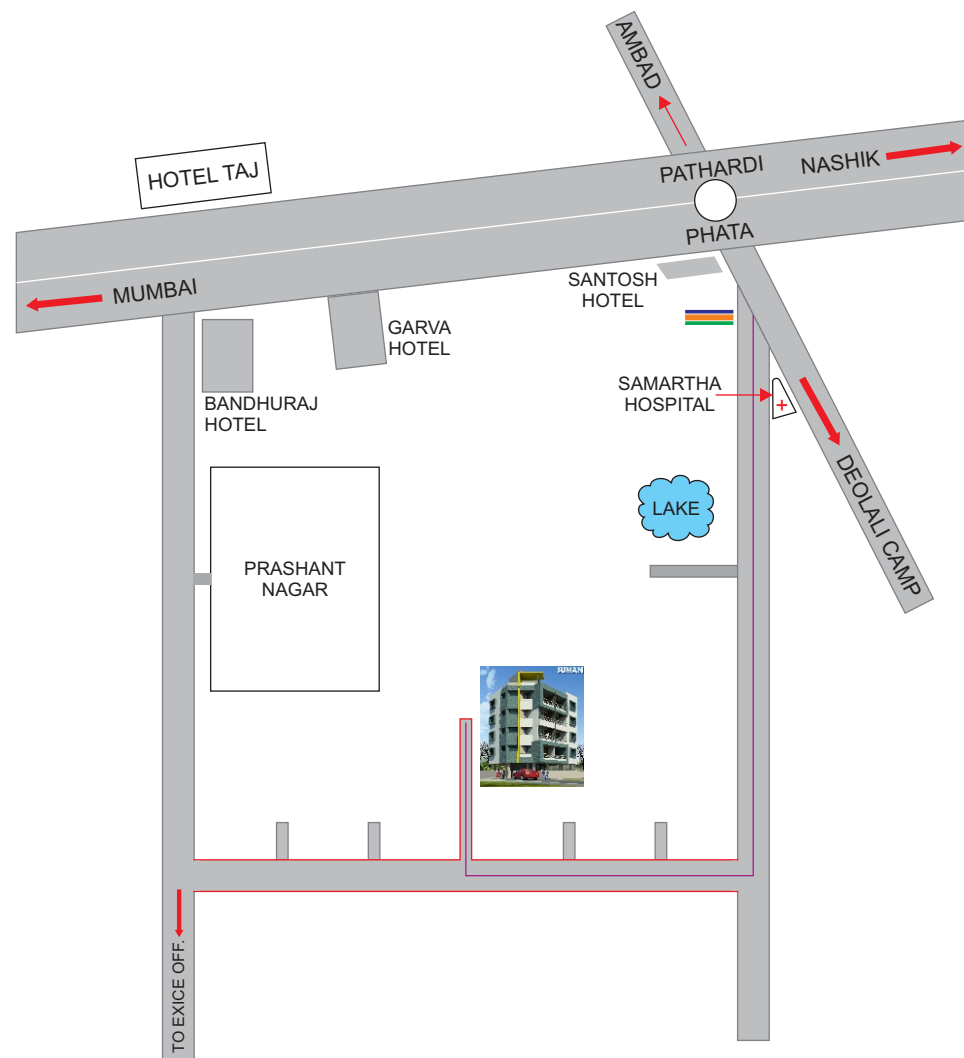 AMBAD
HOTEL TAJ
PATHARDI
NASHIK
PHATA
MUMBAI
SANTOSH
HOTEL
GARVA
HOTEL
BANDHURAJ
HOTEL
SAMARTHA
HOSPITAL
DEOLALI CAMP
LAKE
PRASHANT
NAGAR
SUMAN
TO EXICE OFF.